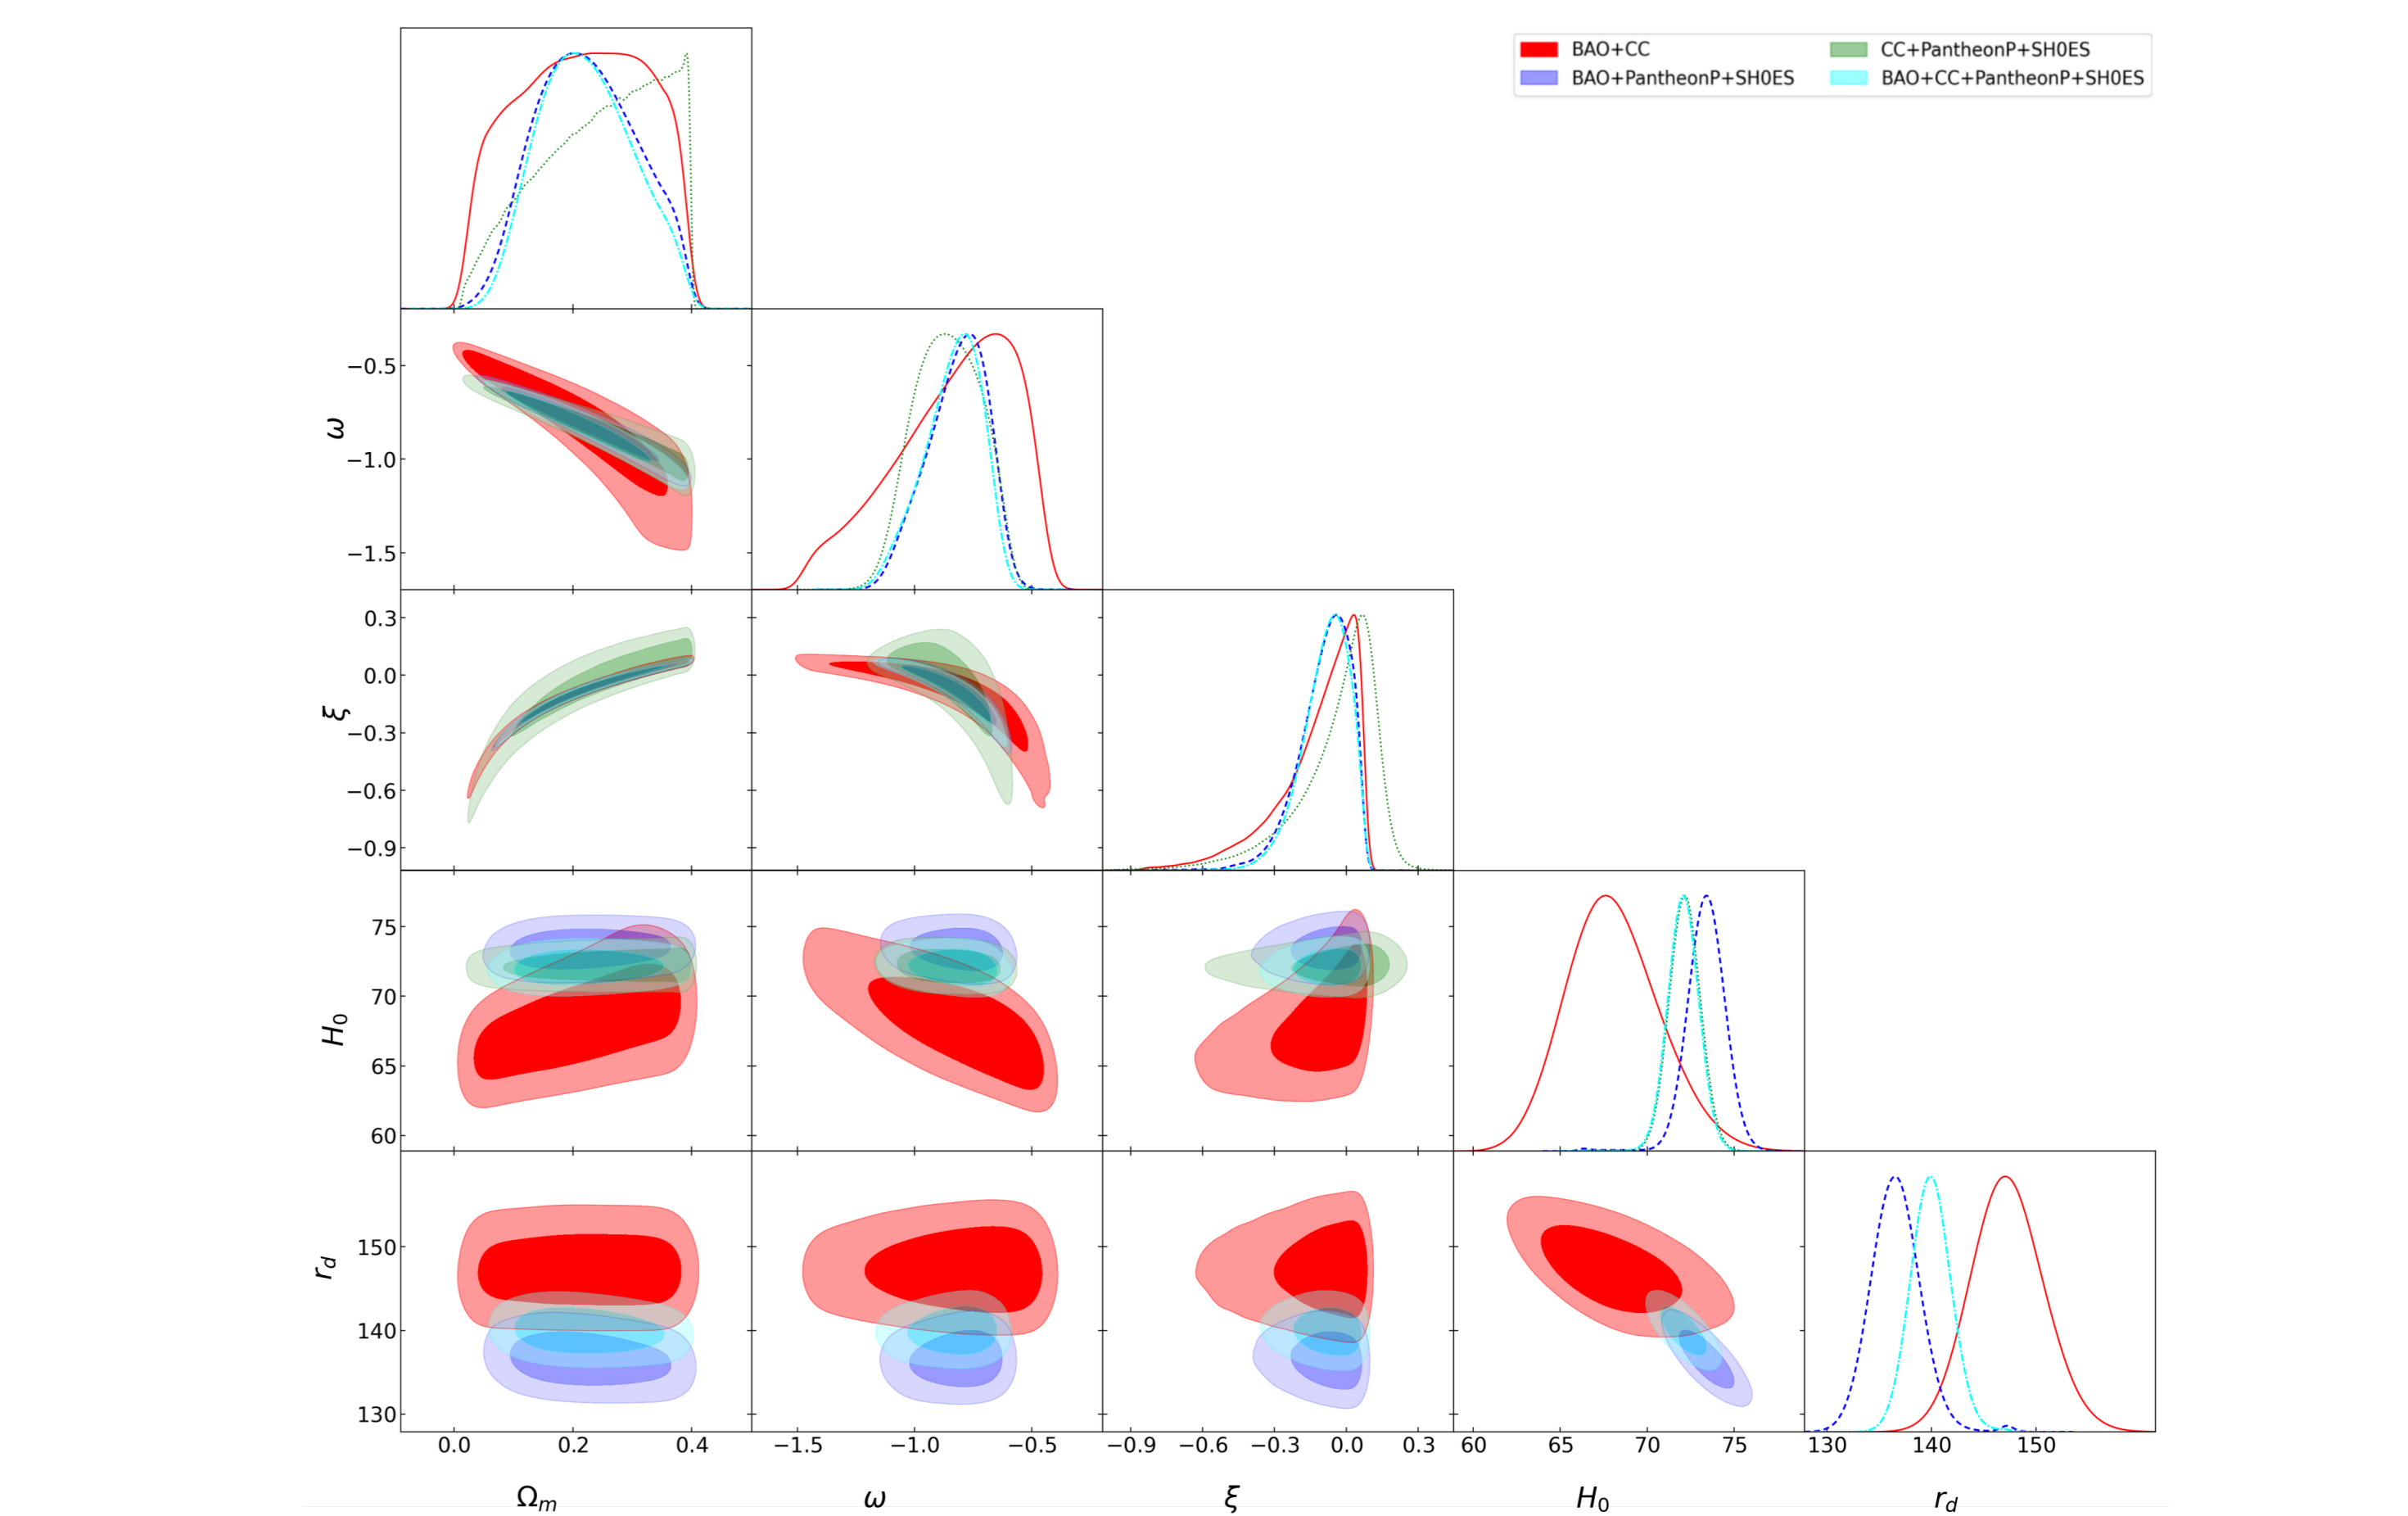 BAO+CC
CC+PantheonP+SH0ES
BAO+PantheonP+SH0ES
BAO+CC+PantheonP+SH0ES
−0.5
−1.0
−1.5
ω
0.3
0.0
−0.3
−0.6
−0.9
ξ
75
70
65
60
H₀
150
140
130
r_d
0.0 0.2 0.4
−1.5 −1.0 −0.5
−0.9 −0.6 −0.3 0.0 0.3
60 65 70 75
130 140 150
Ω_m
ω
ξ
H₀
r_d